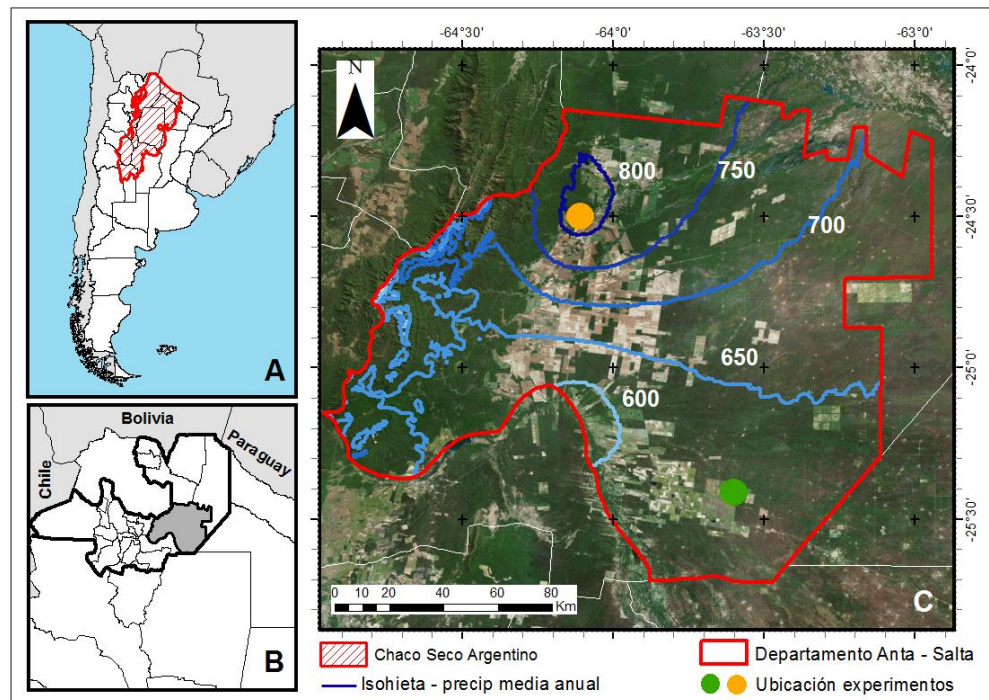 A
Bolivia
Paraguay
Chile
B
-64°30'
-64°0'
-63°30'
-63°0'
-24°0'
-24°30'
-25°0'
-25°30'
N
800
750
700
650
600
0 10 20 40 60 80
Km
C
Chaco Seco Argentino
Isohieta - precip media anual
Departamento Anta - Salta
Ubicación experimentos